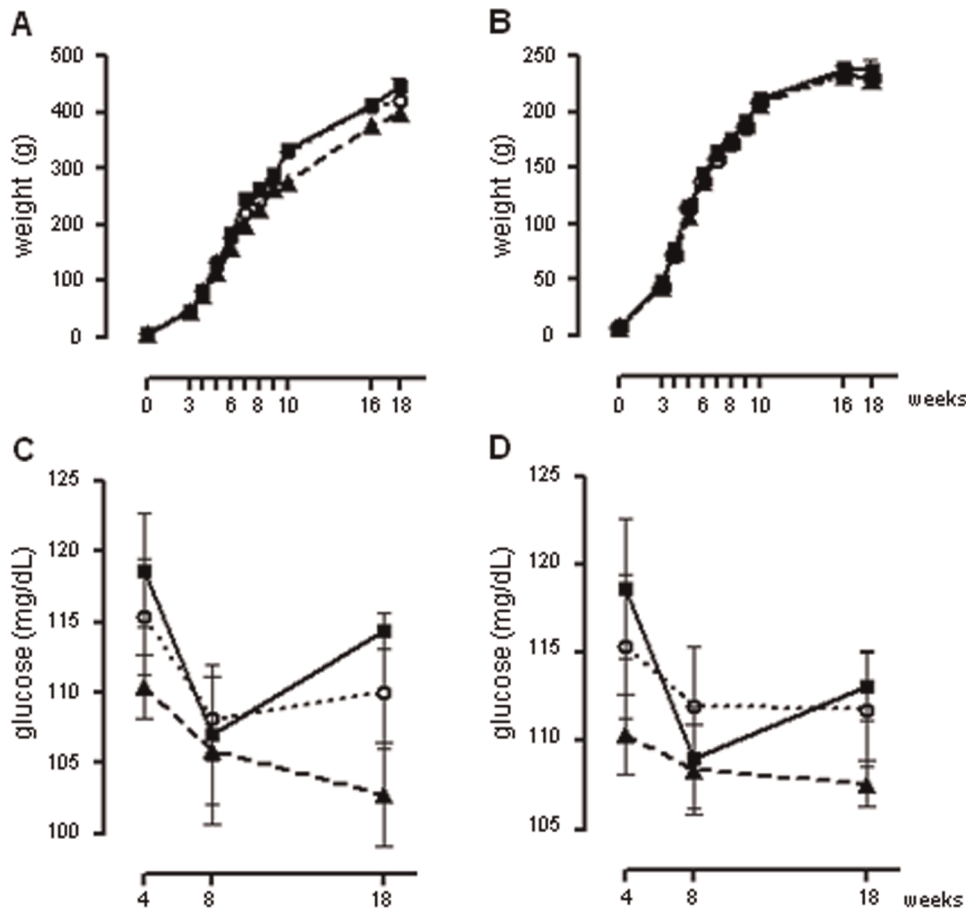 A
weight (g)
500
400
300
200
100
0
0 3 6 8 10 16 18
B
weight (g)
250
200
150
100
50
0
0 3 6 8 10 16 18 weeks
C
glucose (mg/dL)
125
120
115
110
105
100
4 8 18
D
glucose (mg/dL)
125
120
115
110
105
4 8 18 weeks